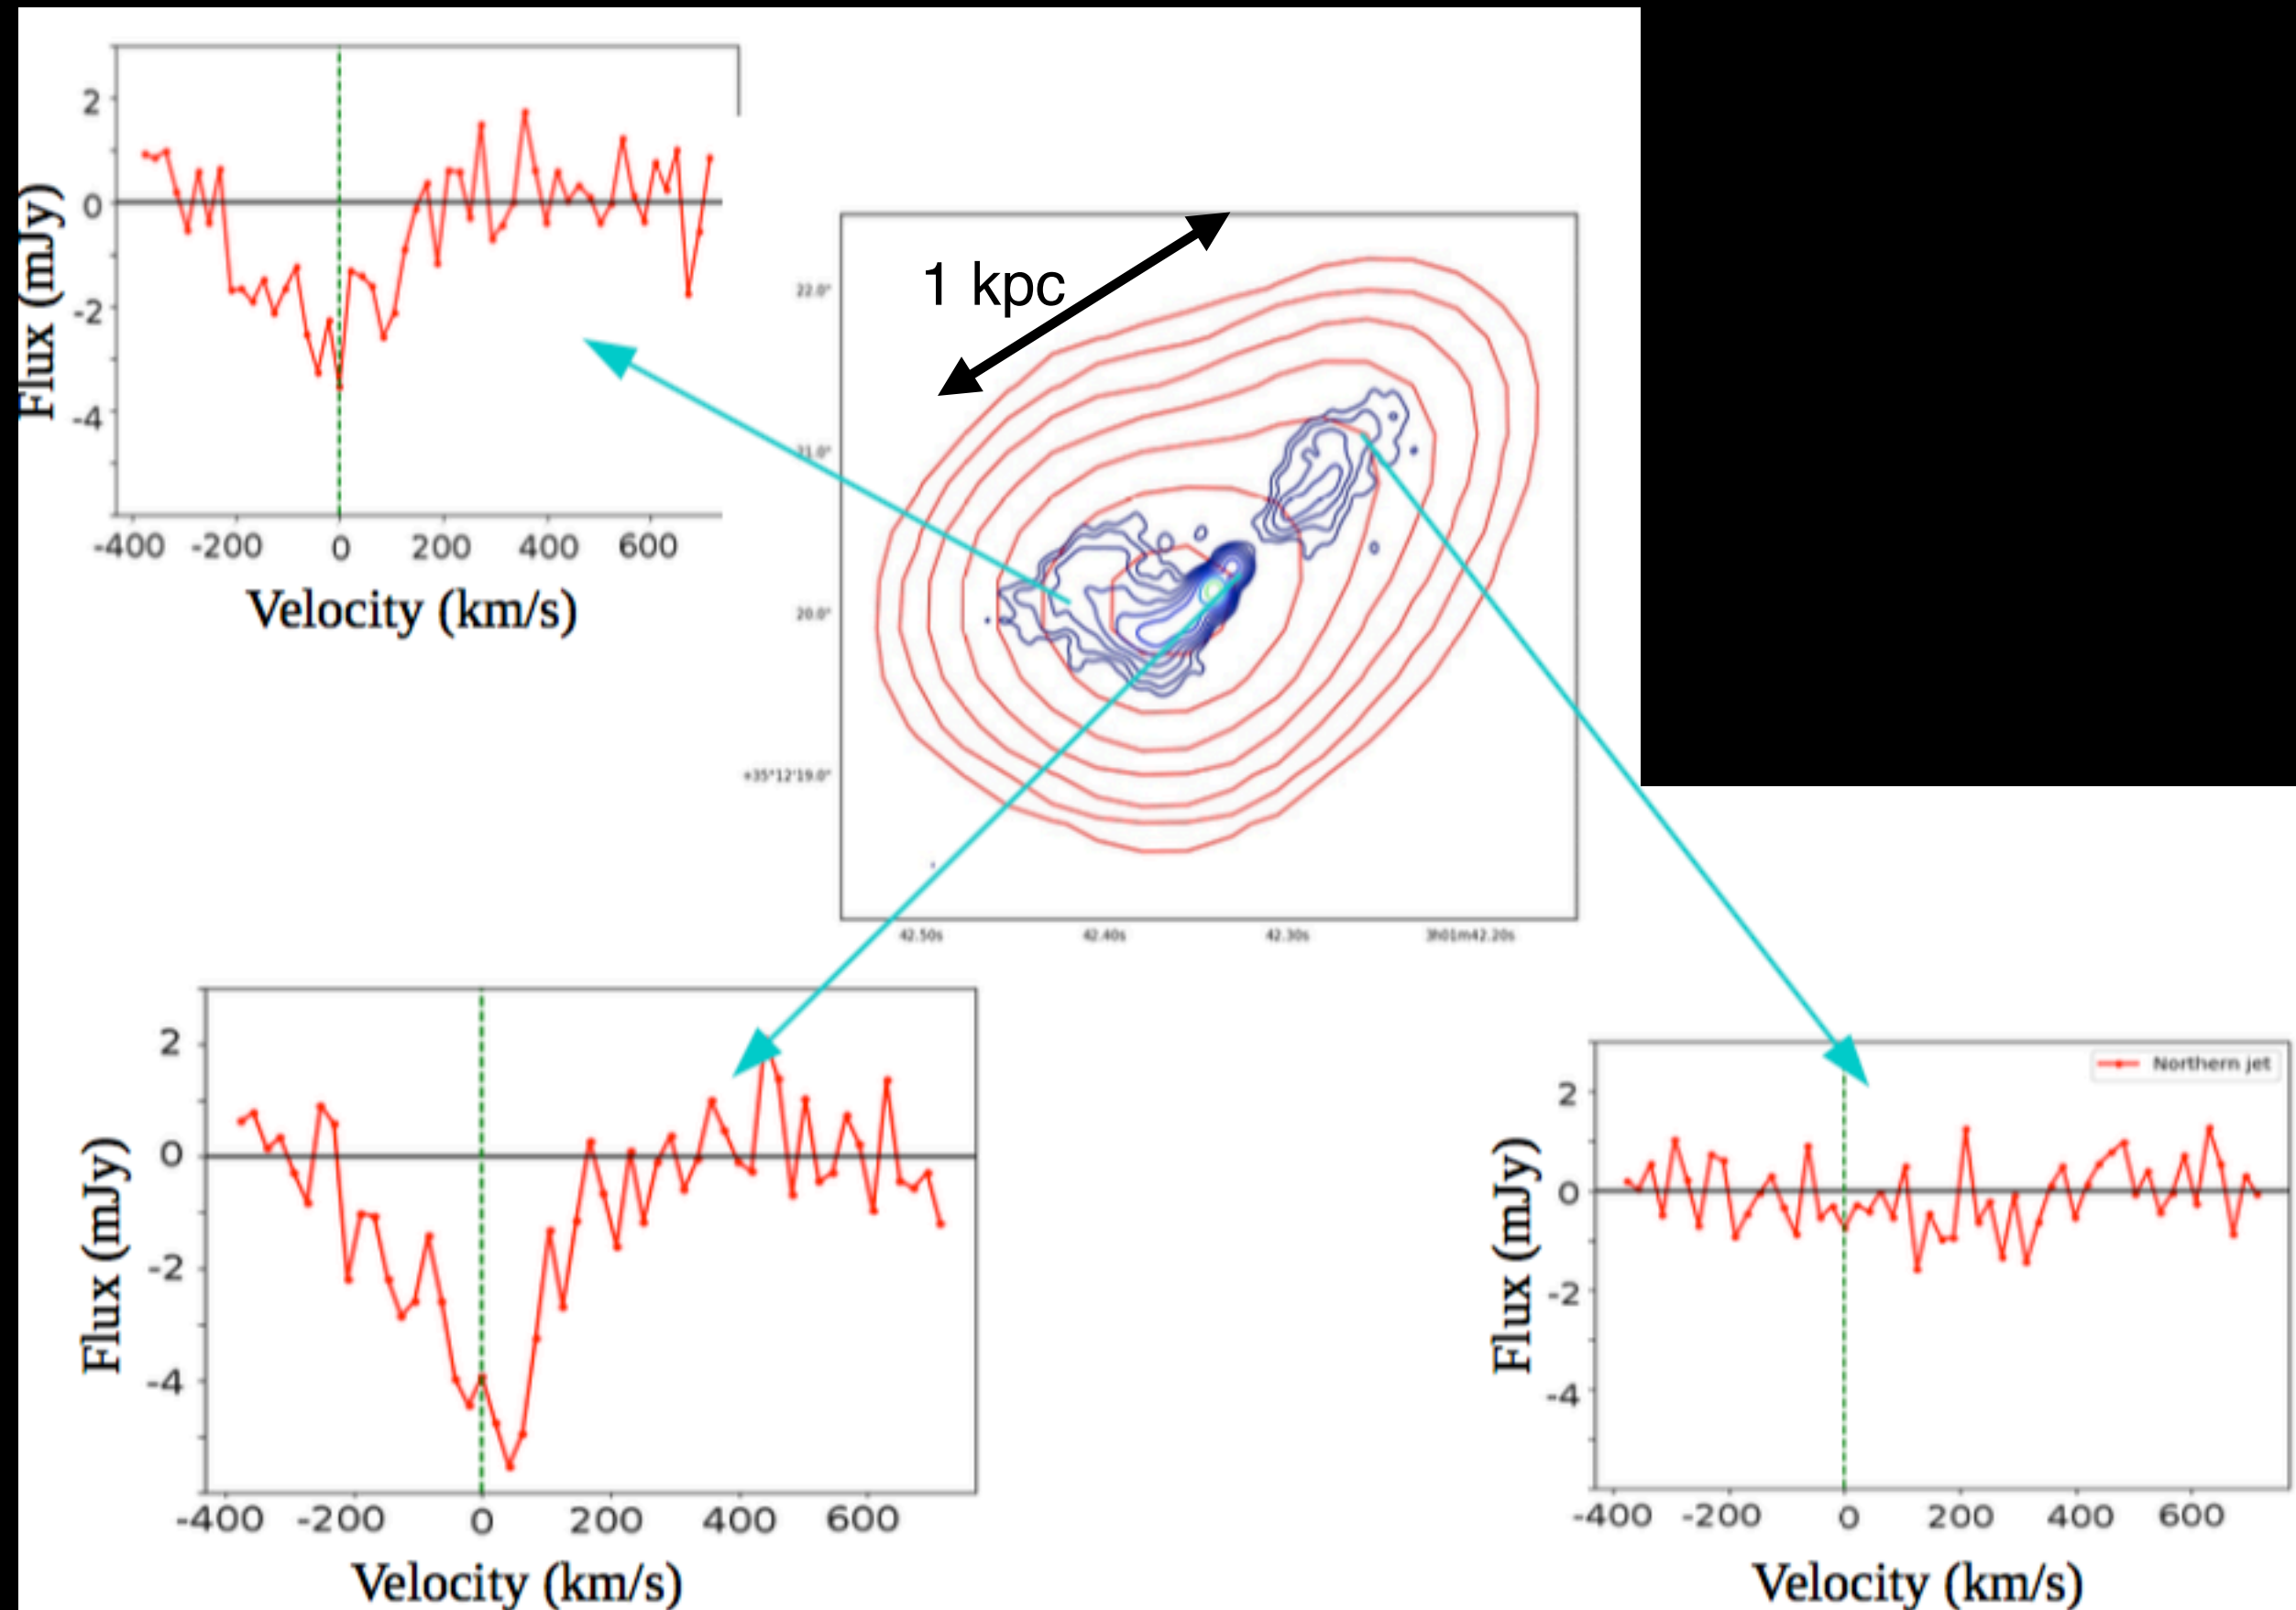 2
0
-2
-4
Flux (mJy)
-400 -200 0 200 400 600
Velocity (km/s)
1 kpc
22.0"
21.0"
20.0"
+35°12'19.0"
42.50s 42.40s 42.30s 3h01m42.20s
2
0
-2
-4
Flux (mJy)
-400 -200 0 200 400 600
Velocity (km/s)
Northern jet
2
0
-2
-4
Flux (mJy)
-400 -200 0 200 400 600
Velocity (km/s)